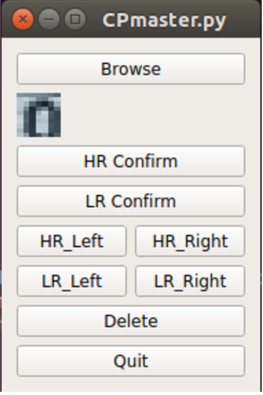 CPmaster.py
Browse
n
HR Confirm
LR Confirm
HR_Left HR_Right
LR_Left LR_Right
Delete
Quit